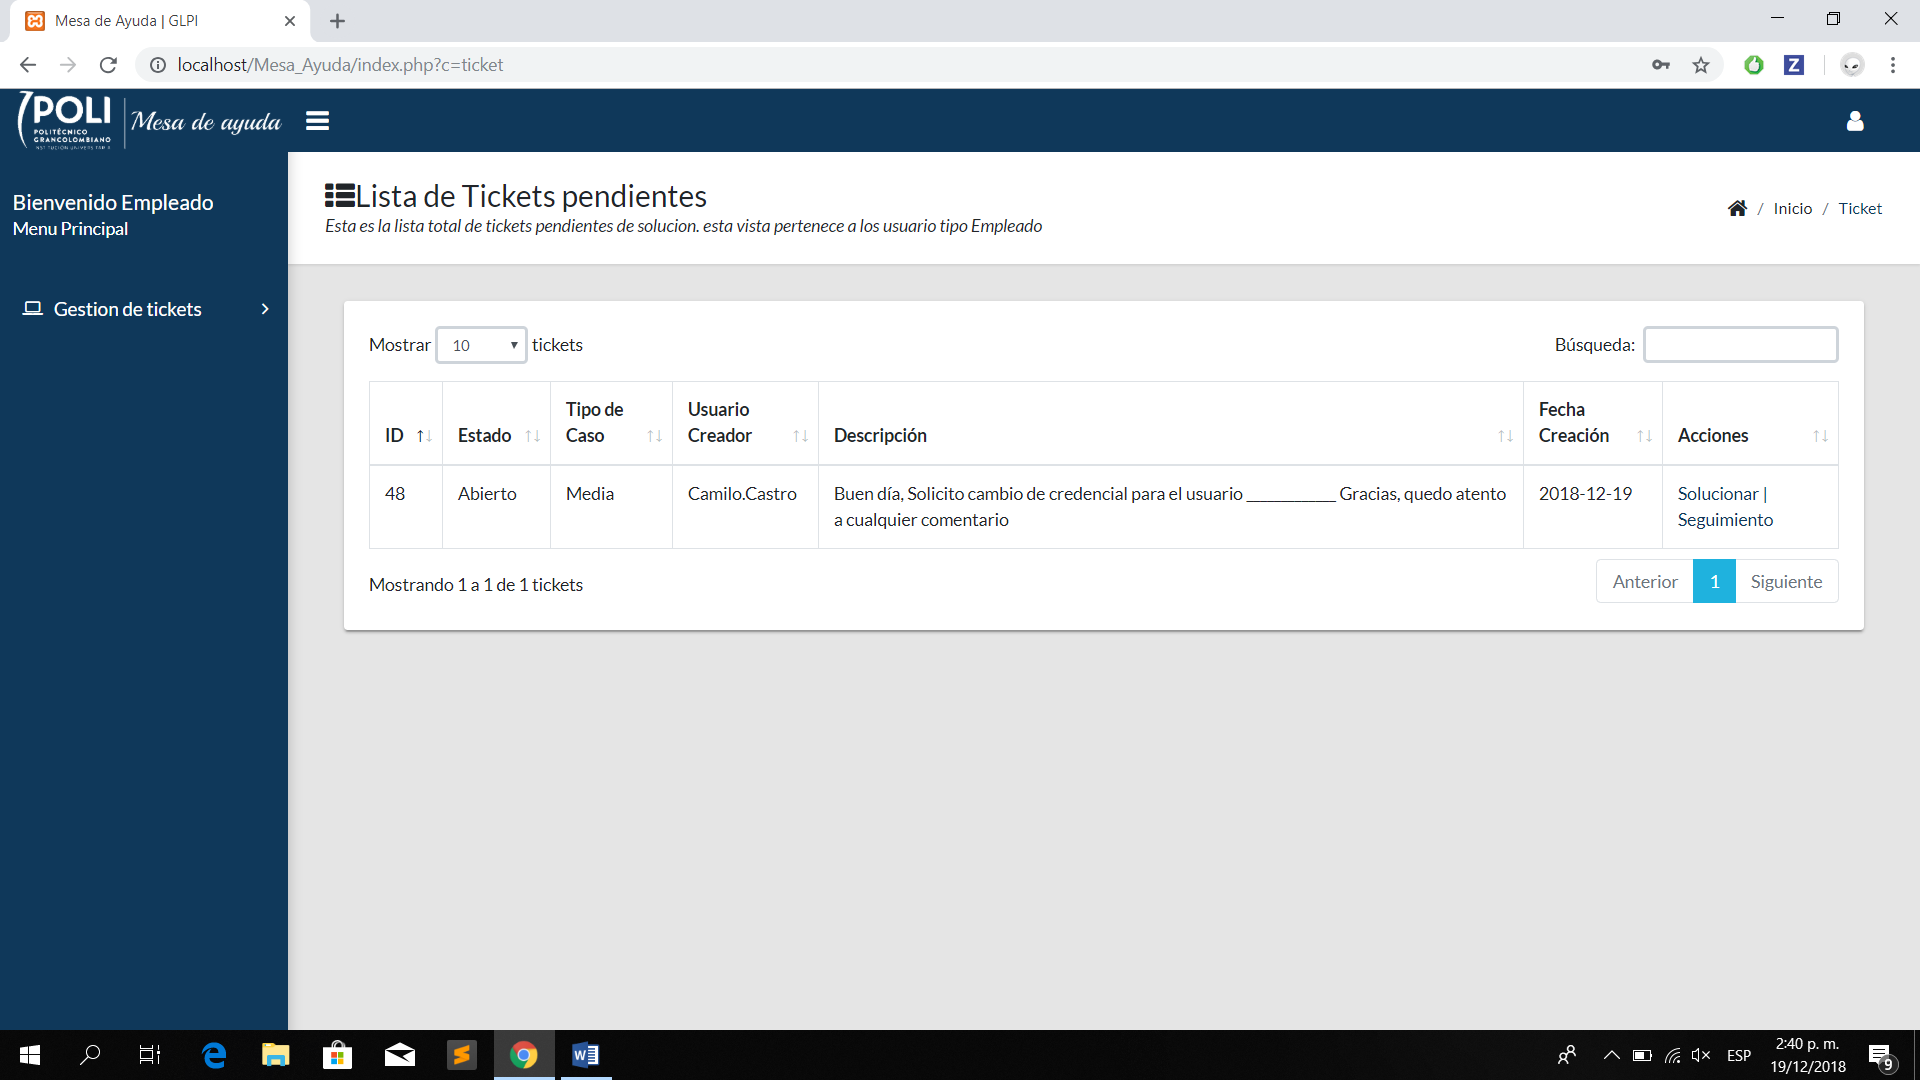 Mesa de Ayuda | GLPI
localhost/Mesa_Ayuda/index.php?c=ticket
POLI
POLITÉCNICO
GRANCOLOMBIANO
Mesa de ayuda
Bienvenido Empleado
Menu Principal
Gestion de tickets
Lista de Tickets pendientes
Esta es la lista total de tickets pendientes de solucion. esta vista pertenece a los usuario tipo Empleado
Inicio / Ticket
Mostrar 10 tickets
Búsqueda:
ID Estado Tipo de Caso Usuario Creador Descripción Fecha Creación Acciones
48 Abierto Media Camilo.Castro Buen día, Solicito cambio de credencial para el usuario ____________ Gracias, quedo atento 2018-12-19 Solucionar |
a cualquier comentario Seguimiento
Mostrando 1 a 1 de 1 tickets
Anterior 1 Siguiente
ESP
2:40 p. m.
19/12/2018
9